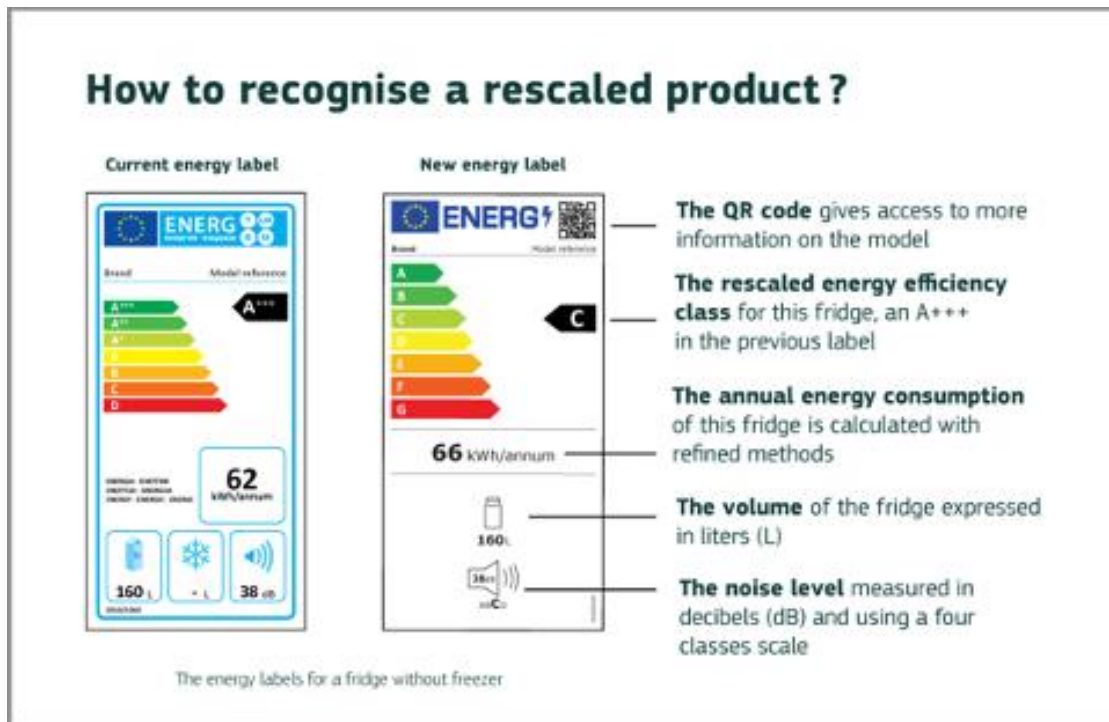 How to recognise a rescaled product ?
Current energy label
ENERG
Brand
Model reference
A+++
A++
A+
A
B
C
D
A+++
62
kWh/annum
160 L
- L
38 dB
New energy label
ENERG
Brand
Model reference
A
B
C
D
E
F
G
C
66 kWh/annum
160 L
C
The QR code gives access to more
information on the model
The rescaled energy efficiency
class for this fridge, an A+++
in the previous label
The annual energy consumption
of this fridge is calculated with
refined methods
The volume of the fridge expressed
in liters (L)
The noise level measured in
decibels (dB) and using a four
classes scale
The energy labels for a fridge without freezer